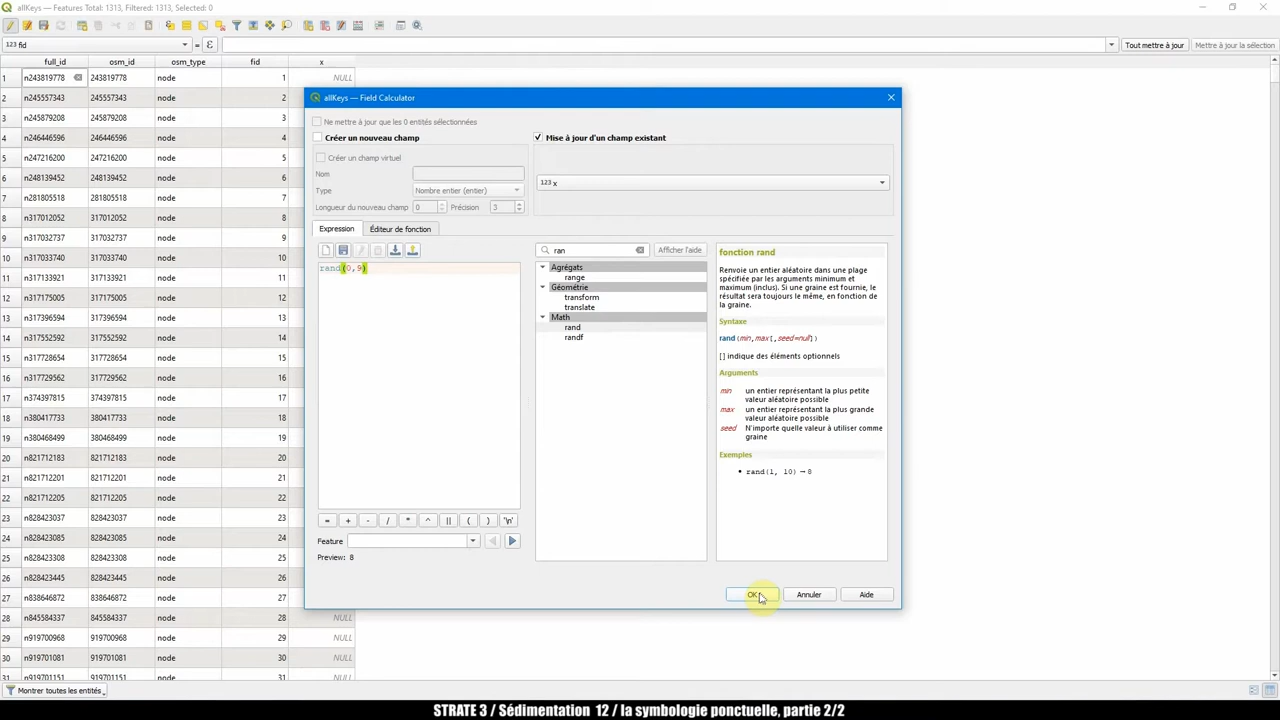 allKeys — Features Total: 1313, Filtered: 1313, Selected: 0
123 fid = ε Tout mettre à jour Mettre à jour la sélection
full_id osm_id osm_type fid x
1 n243819778 243819778 node 1 NULL
2 n245557343 245557343 node 2
3 n245879208 245879208 node 3
4 n246446596 246446596 node 4
5 n247216200 247216200 node 5
6 n248139452 248139452 node 6
7 n281805518 281805518 node 7
8 n317012052 317012052 node 8
9 n317032737 317032737 node 9
10 n317033740 317033740 node 10
11 n317133921 317133921 node 11
12 n317175005 317175005 node 12
13 n317396594 317396594 node 13
14 n317552592 317552592 node 14
15 n317728654 317728654 node 15
16 n317729562 317729562 node 16
17 n374397815 374397815 node 17
18 n380417733 380417733 node 18
19 n380468499 380468499 node 19
20 n821712183 821712183 node 20
21 n821712201 821712201 node 21
22 n821712205 821712205 node 22
23 n828423037 828423037 node 23
24 n828423085 828423085 node 24
25 n828423308 828423308 node 25
26 n828423445 828423445 node 26
27 n838646872 838646872 node 27
28 n845584337 845584337 node 28 NULL
29 n919700968 919700968 node 29 NULL
30 n919701081 919701081 node 30 NULL
31 n919701151 919701151 node 31 NULL
Montrer toutes les entités
allKeys — Field Calculator
Ne mettre à jour que les 0 entités sélectionnées
Créer un nouveau champ
Mise à jour d'un champ existant
Créer un champ virtuel
Nom
Type Nombre entier (entier)
Longueur du nouveau champ 0 Précision 3
123 x
Expression Éditeur de fonction
rand(0,9)
= + - / * ^ || ( ) '\n'
Feature
Preview: 8
ran Afficher l'aide
Agrégats
range
Géométrie
transform
translate
Math
rand
randf
fonction rand
Renvoie un entier aléatoire dans une plage
spécifiée par les arguments minimum et
maximum (inclus). Si une graine est fournie, le
résultat sera toujours le même, en fonction de
la graine.
Syntaxe
rand(min,max[,seed=null])
[ ] indique des éléments optionnels
Arguments
min un entier représentant la plus petite
valeur aléatoire possible
max un entier représentant la plus grande
valeur aléatoire possible
seed N'importe quelle valeur à utiliser comme
graine
Exemples
• rand(1, 10) → 8
OK Annuler Aide
STRATE 3 / Sédimentation 12 / la symbologie ponctuelle, partie 2/2